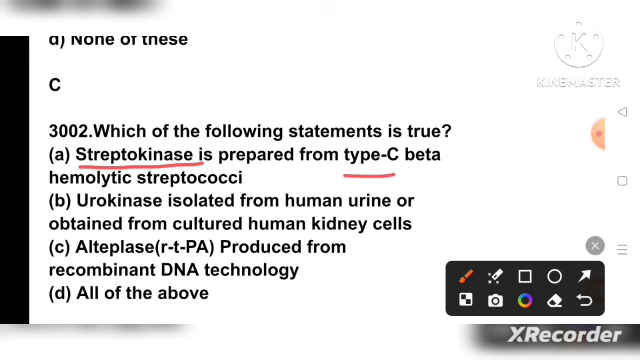 d) None of these
C
3002.Which of the following statements is true?
(a) Streptokinase is prepared from type-C beta
hemolytic streptococci
(b) Urokinase isolated from human urine or
obtained from cultured human kidney cells
(c) Alteplase(r-t-PA) Produced from
recombinant DNA technology
(d) All of the above
K
KINEMASTER
XRecorder